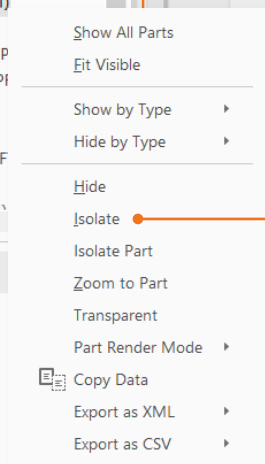 Show All Parts
Fit Visible
Show by Type
Hide by Type
Hide
Isolate
Isolate Part
Zoom to Part
Transparent
Part Render Mode
Copy Data
Export as XML
Export as CSV